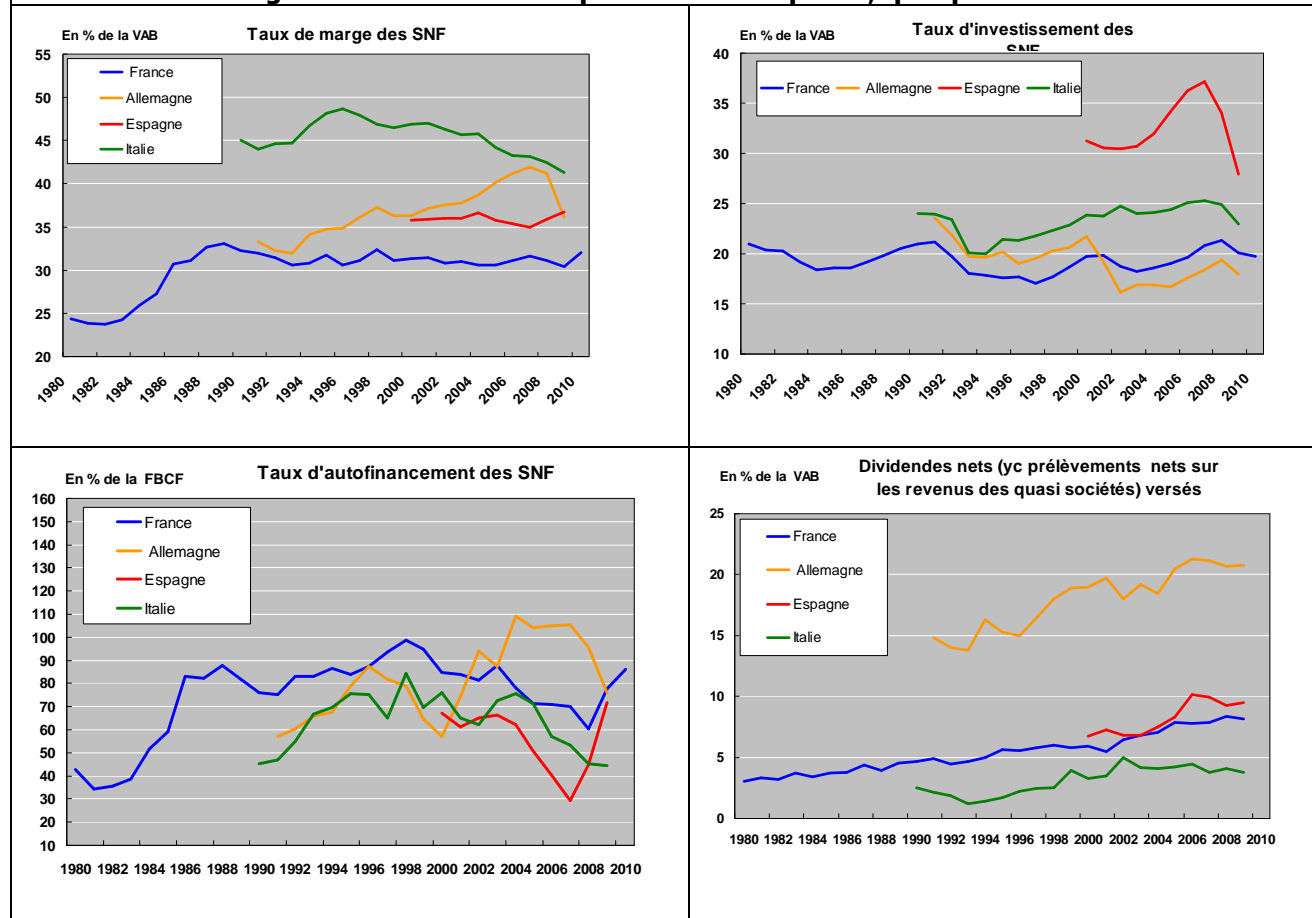 En % de la VAB
Taux de marge des SNF
55
50
45
40
35
30
25
20
France
Allemagne
Espagne
Italie
1980 1982 1984 1986 1988 1990 1992 1994 1996 1998 2000 2002 2004 2006 2008 2010
En % de la VAB
Taux d'investissement des
SNF
40
35
30
25
20
15
10
France Allemagne Espagne Italie
1980 1982 1984 1986 1988 1990 1992 1994 1996 1998 2000 2002 2004 2006 2008 2010
En % de la FBCF
Taux d'autofinancement des SNF
160
150
140
130
120
110
100
90
80
70
60
50
40
30
20
10
France
Allemagne
Espagne
Italie
1980 1982 1984 1986 1988 1990 1992 1994 1996 1998 2000 2002 2004 2006 2008 2010
En % de la VAB
Dividendes nets (yc prélèvements nets sur
les revenus des quasi sociétés) versés
25
20
15
10
5
0
France
Allemagne
Espagne
Italie
1980 1982 1984 1986 1988 1990 1992 1994 1996 1998 2000 2002 2004 2006 2008 2010